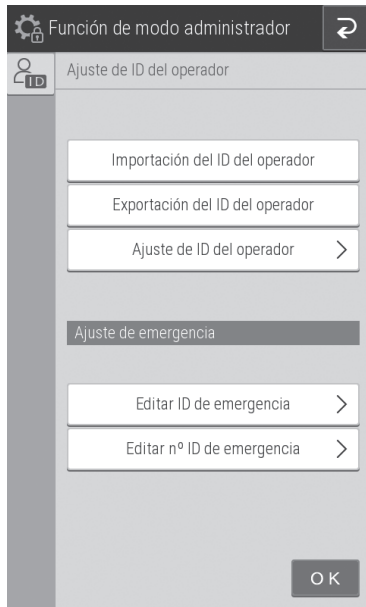 Función de modo administrador
ID
Ajuste de ID del operador
Importación del ID del operador
Exportación del ID del operador
Ajuste de ID del operador
Ajuste de emergencia
Editar ID de emergencia
Editar nº ID de emergencia
OK